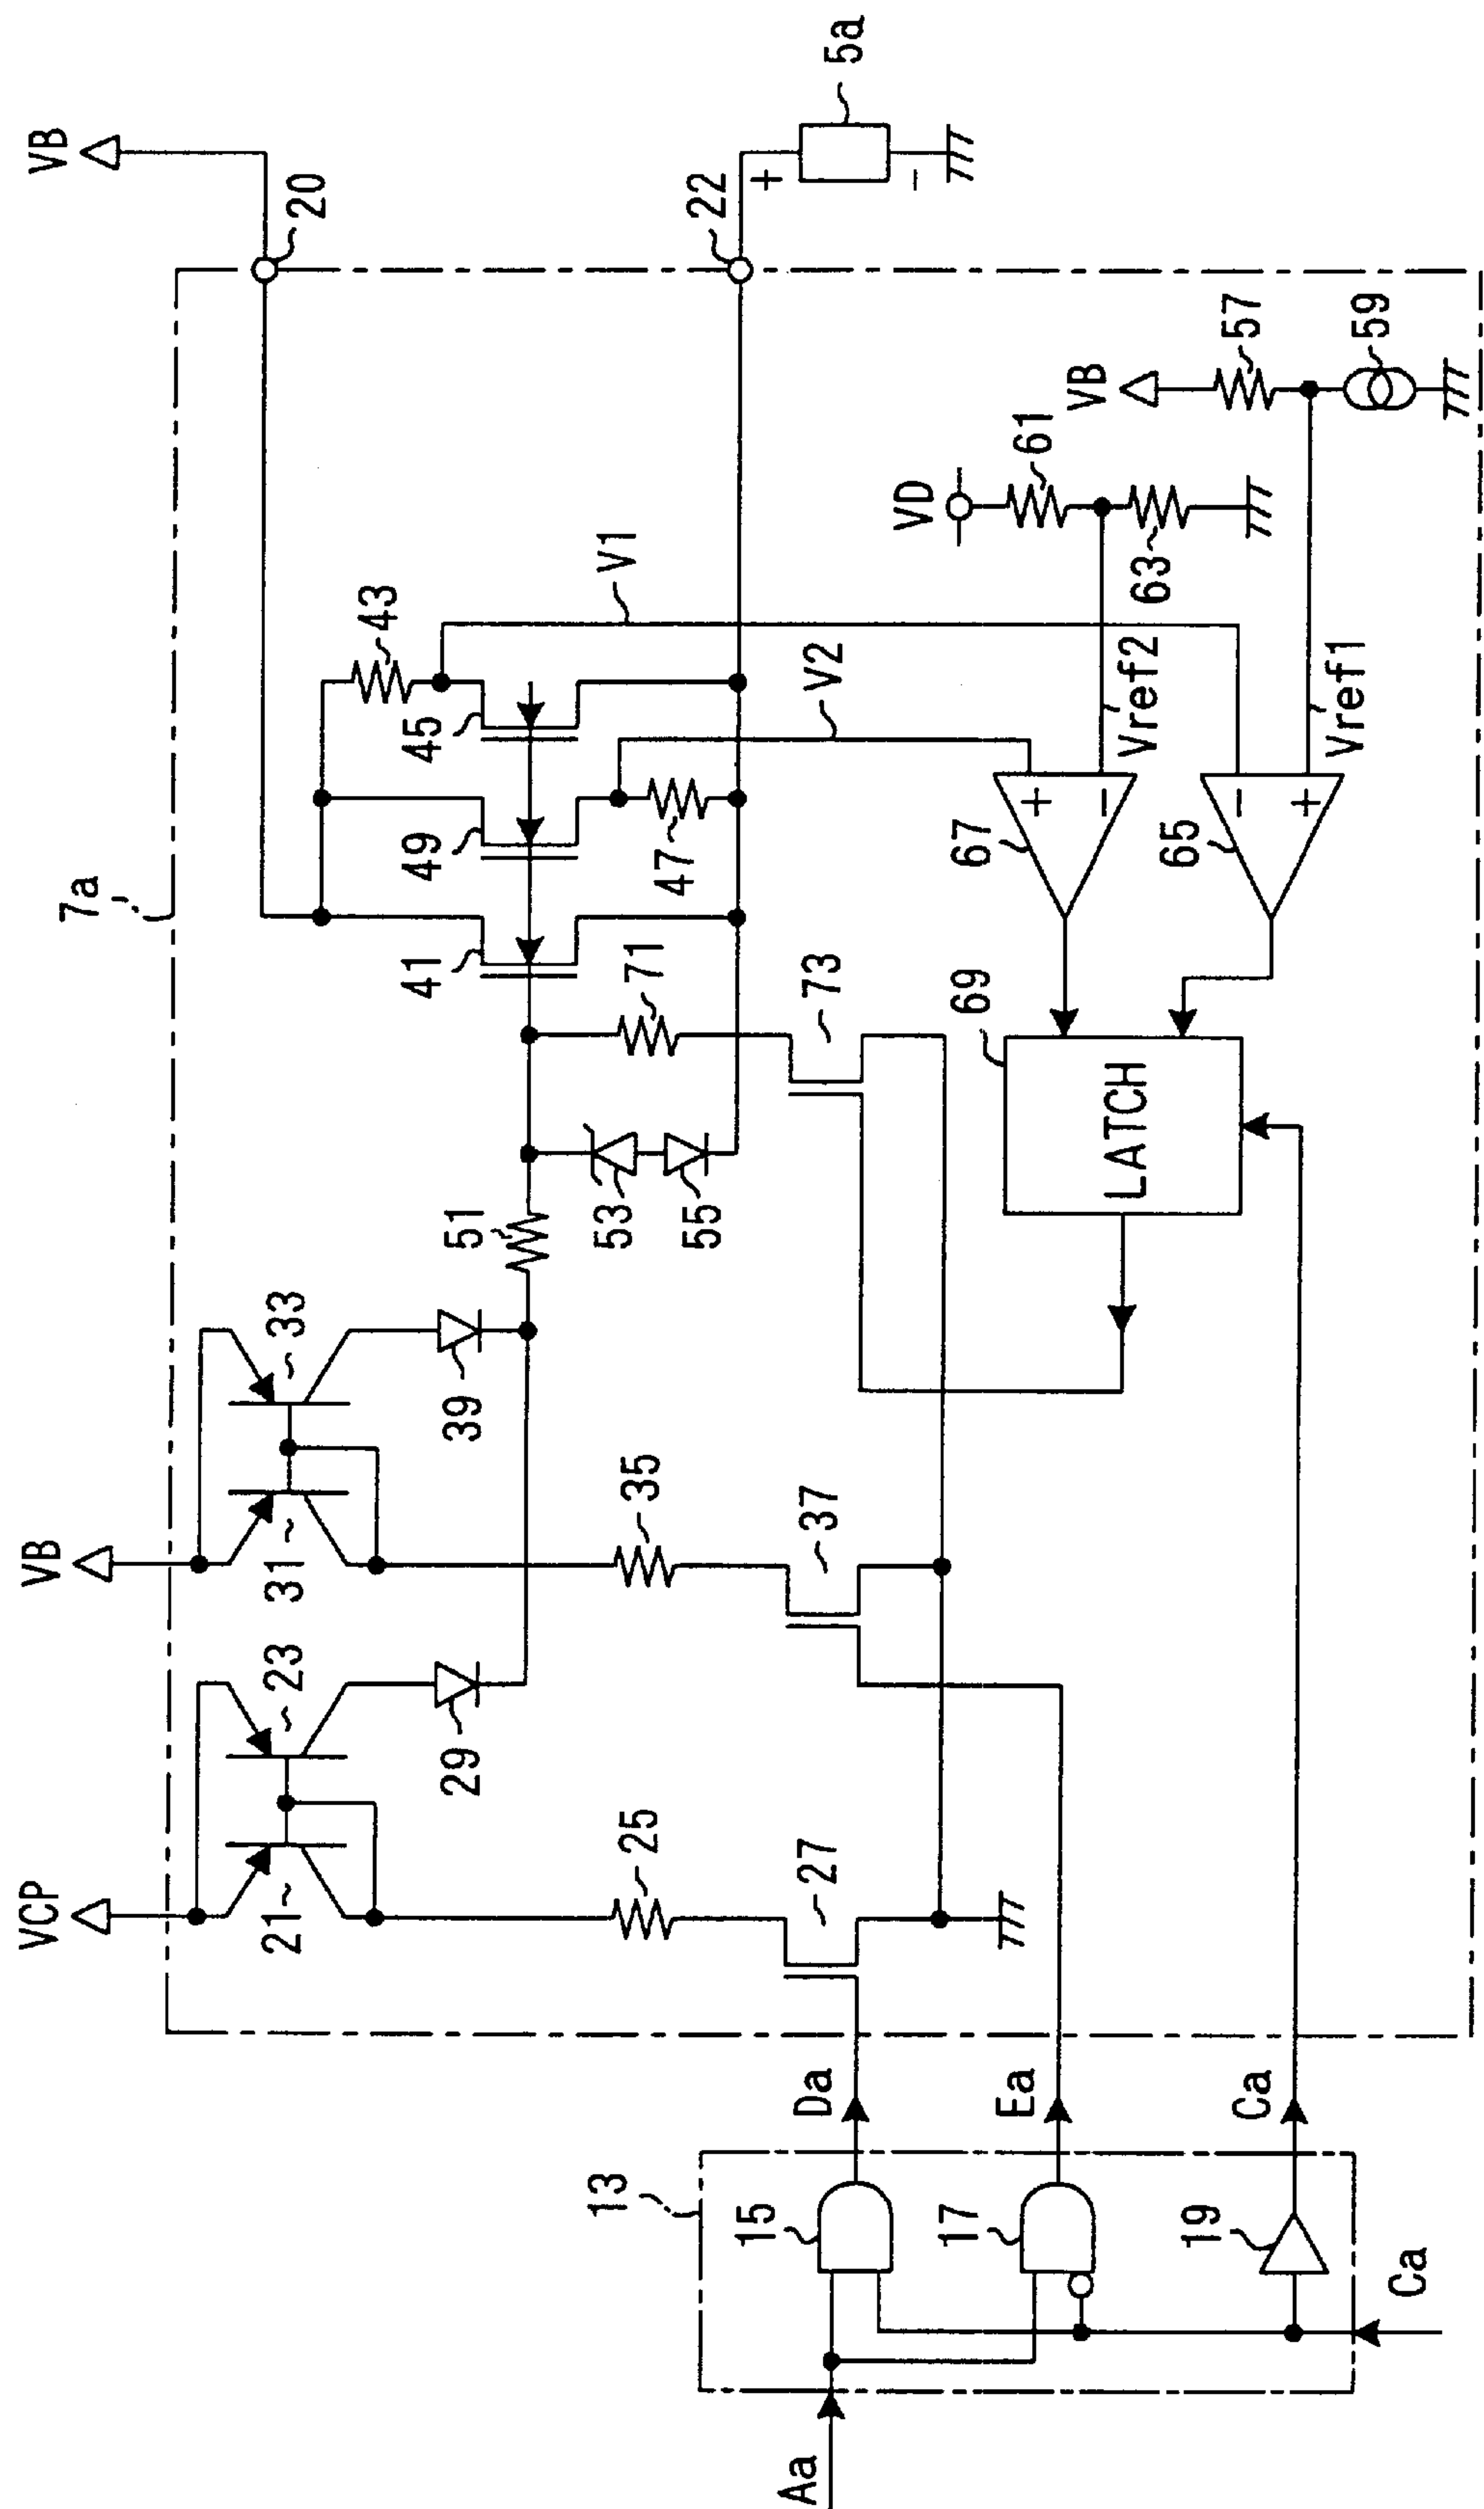 VCP
VB
VB
7a
20
21
23
31
33
43
41
49
45
V1
22
5a
+
-
29
39
51
53
55
71
47
V2
25
35
27
37
73
VD
61
63
VB
57
59
Vref2
Vref1
67
+
-
65
-
+
69
LATCH
13
15
17
19
Aa
Da
Ea
Ca
Ca